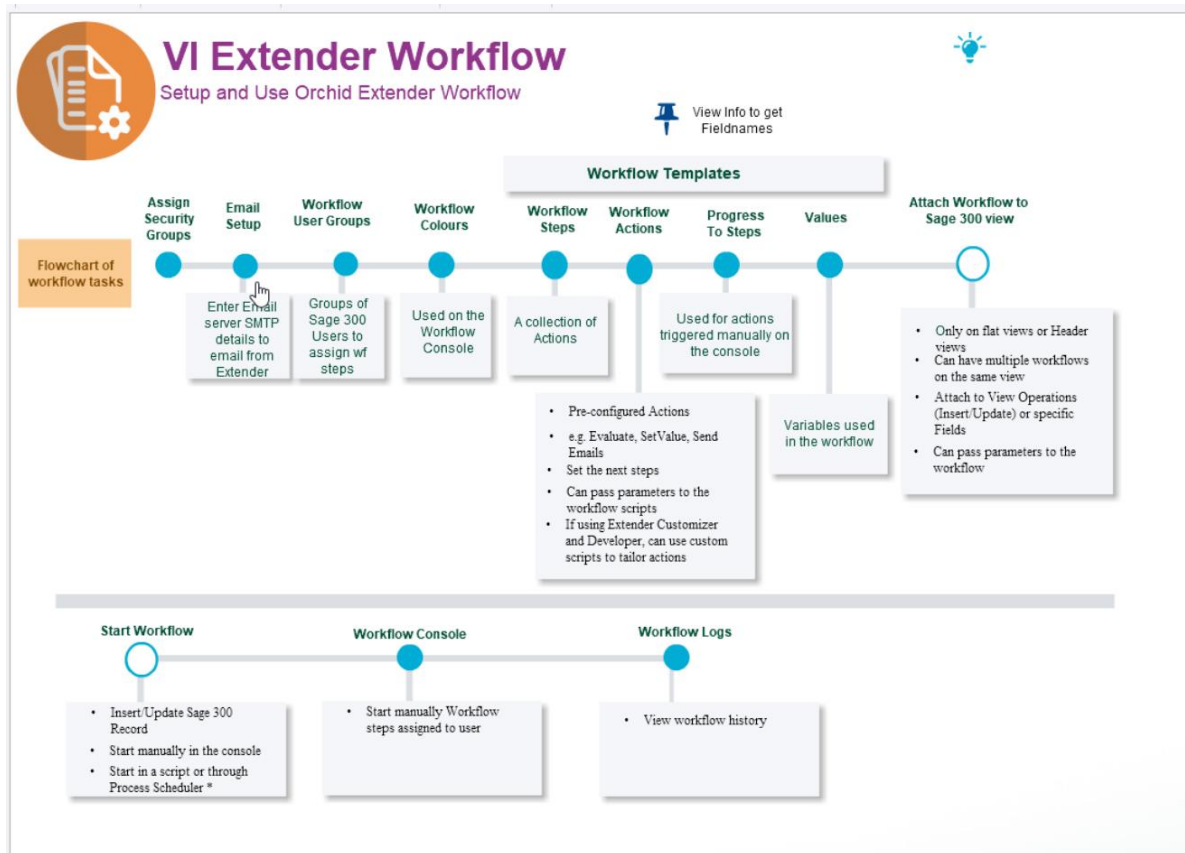 VI Extender Workflow
Setup and Use Orchid Extender Workflow
View Info to get
Fieldnames
Workflow Templates
Assign
Security
Groups
Email
Setup
Workflow
User Groups
Workflow
Colours
Workflow
Steps
Workflow
Actions
Progress
To Steps
Values
Attach Workflow to
Sage 300 view
Flowchart of
workflow tasks
Enter Email
server SMTP
details to
email from
Extender
Groups of
Sage 300
Users to
assign wf
steps
Used on the
Workflow
Console
A collection of
Actions
Used for actions
triggered manually on
the console
• Only on flat views or Header
views
• Can have multiple workflows
on the same view
• Attach to View Operations
(Insert/Update) or specific
Fields
• Can pass parameters to the
workflow
• Pre-configured Actions
• e.g. Evaluate, SetValue, Send
Emails
• Set the next steps
• Can pass parameters to the
workflow scripts
• If using Extender Customizer
and Developer, can use custom
scripts to tailor actions
Variables used
in the workflow
Start Workflow
Workflow Console
Workflow Logs
• Insert/Update Sage 300
Record
• Start manually in the console
• Start in a script or through
Process Scheduler *
• Start manually Workflow
steps assigned to user
• View workflow history